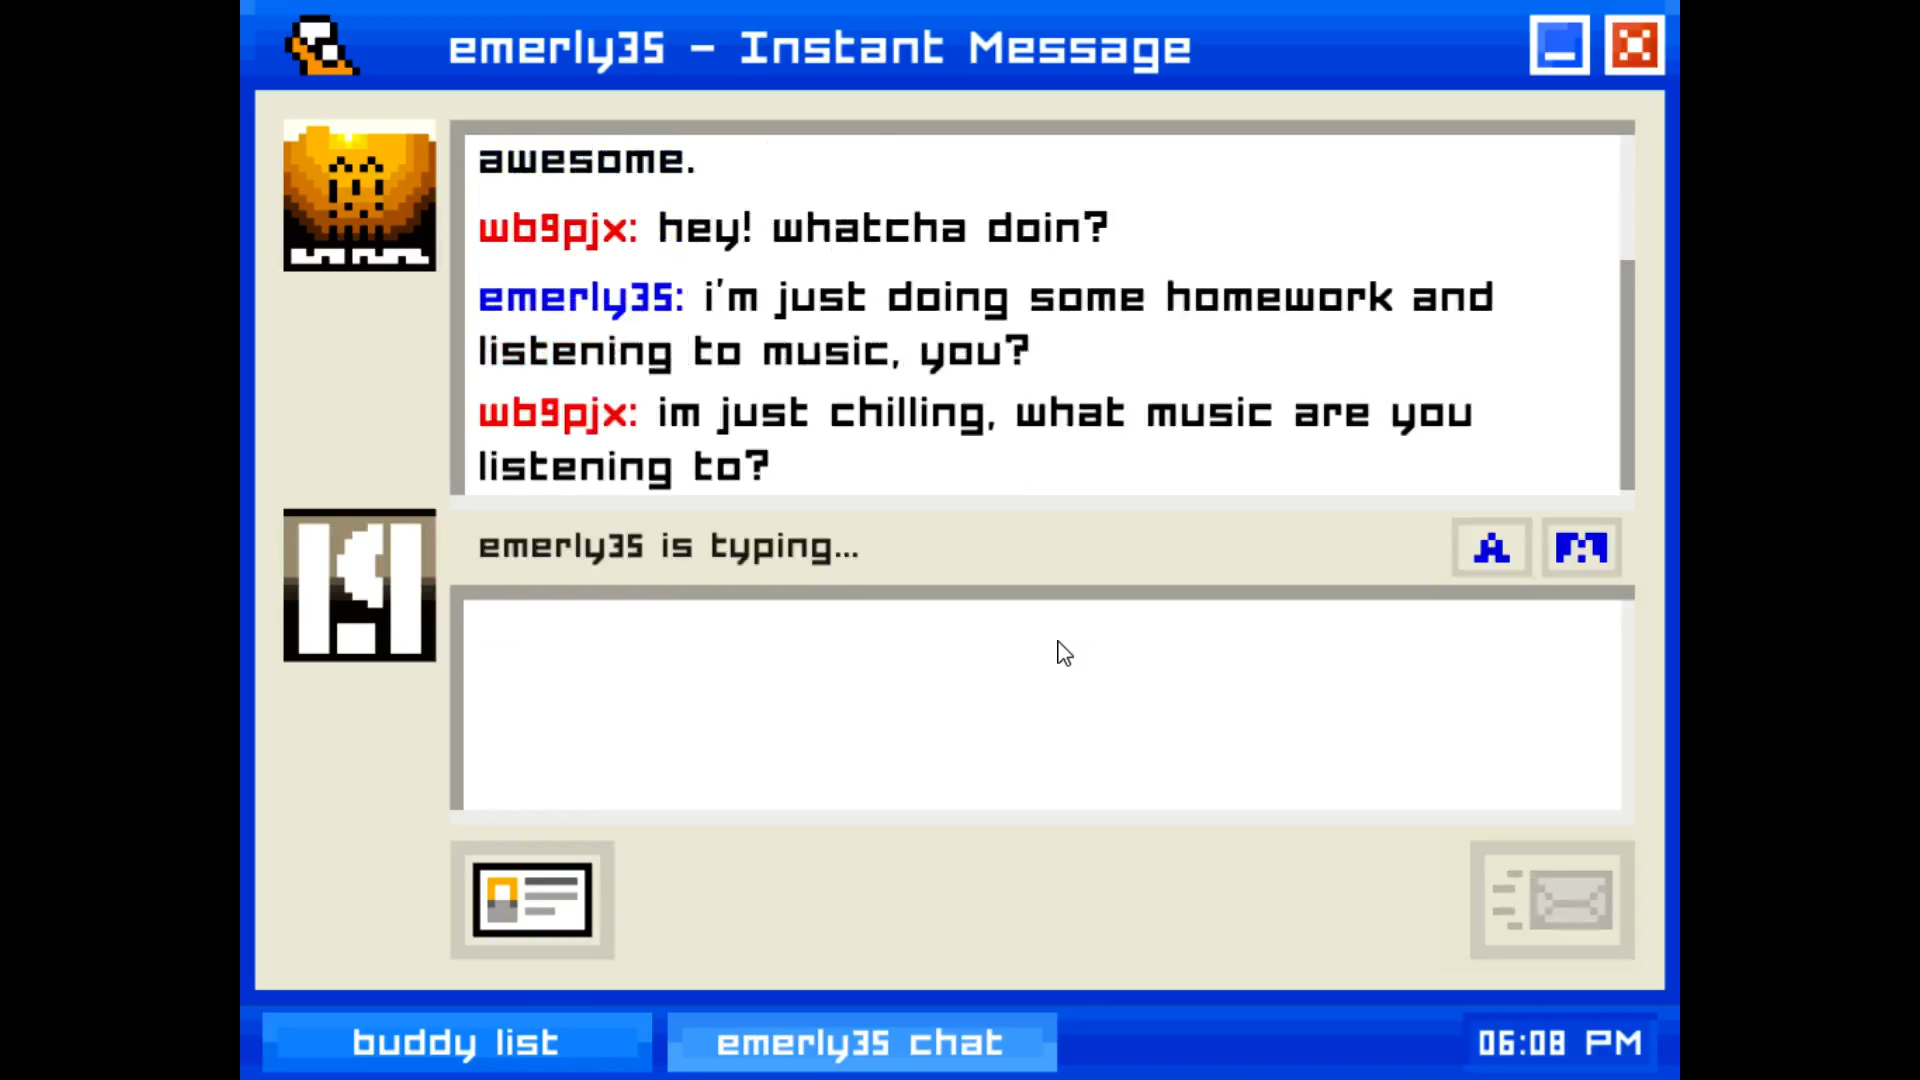 emerly35 - Instant Message
awesome.
wb9pjx: hey! whatcha doin?
emerly35: i'm just doing some homework and
listening to music, you?
wb9pjx: im just chilling, what music are you
listening to?
emerly35 is typing...
A
buddy list
emerly35 chat
06:08 PM